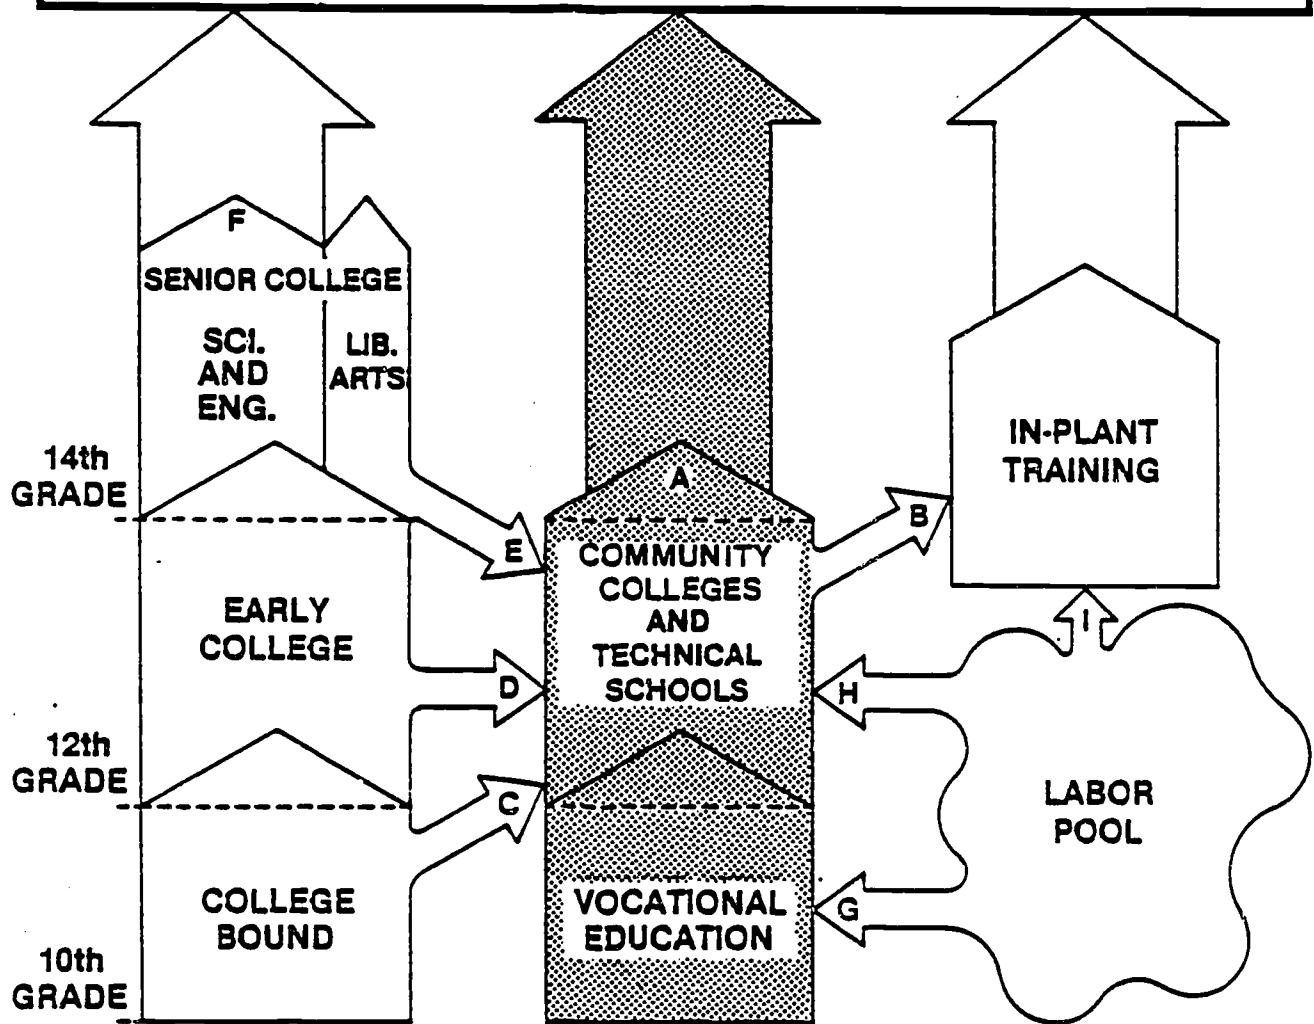 F
SENIOR COLLEGE
SCI.
AND
ENG.
LIB.
ARTS
14th
GRADE
A
IN-PLANT
TRAINING
B
E
COMMUNITY
COLLEGES
AND
TECHNICAL
SCHOOLS
EARLY
COLLEGE
I
D
H
12th
GRADE
C
LABOR
POOL
COLLEGE
BOUND
VOCATIONAL
EDUCATION
G
10th
GRADE